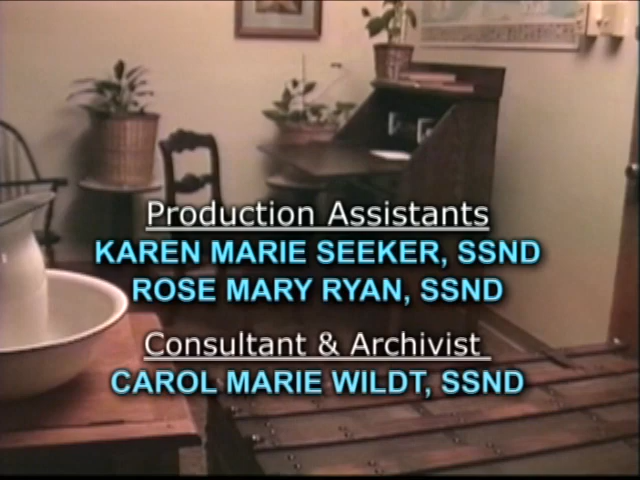 Production Assistants
KAREN MARIE SEEKER, SSND
ROSE MARY RYAN, SSND
Consultant & Archivist
CAROL MARIE WILDT, SSND